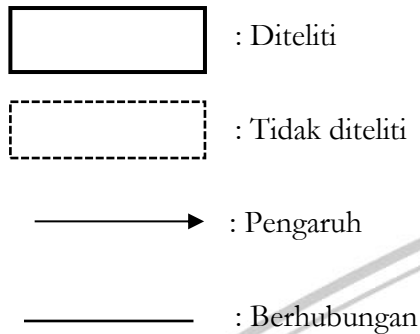 : Diteliti
: Tidak diteliti
: Pengaruh
: Berhubungan